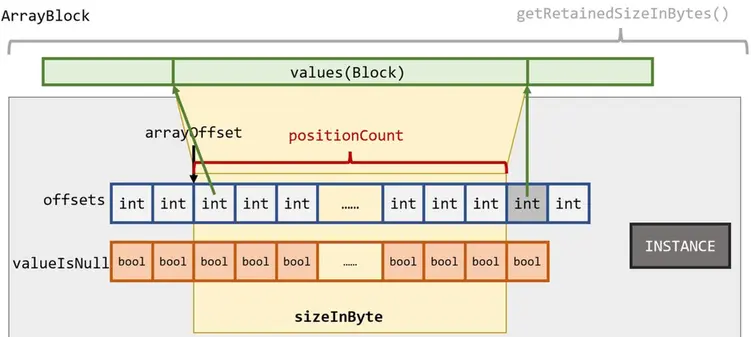 ArrayBlock
getRetainedSizeInBytes()
values(Block)
arrayOffset
positionCount
offsets int int int int int …… int int int int int
valueIsNull bool bool bool bool bool …… bool bool bool bool
INSTANCE
sizeInByte